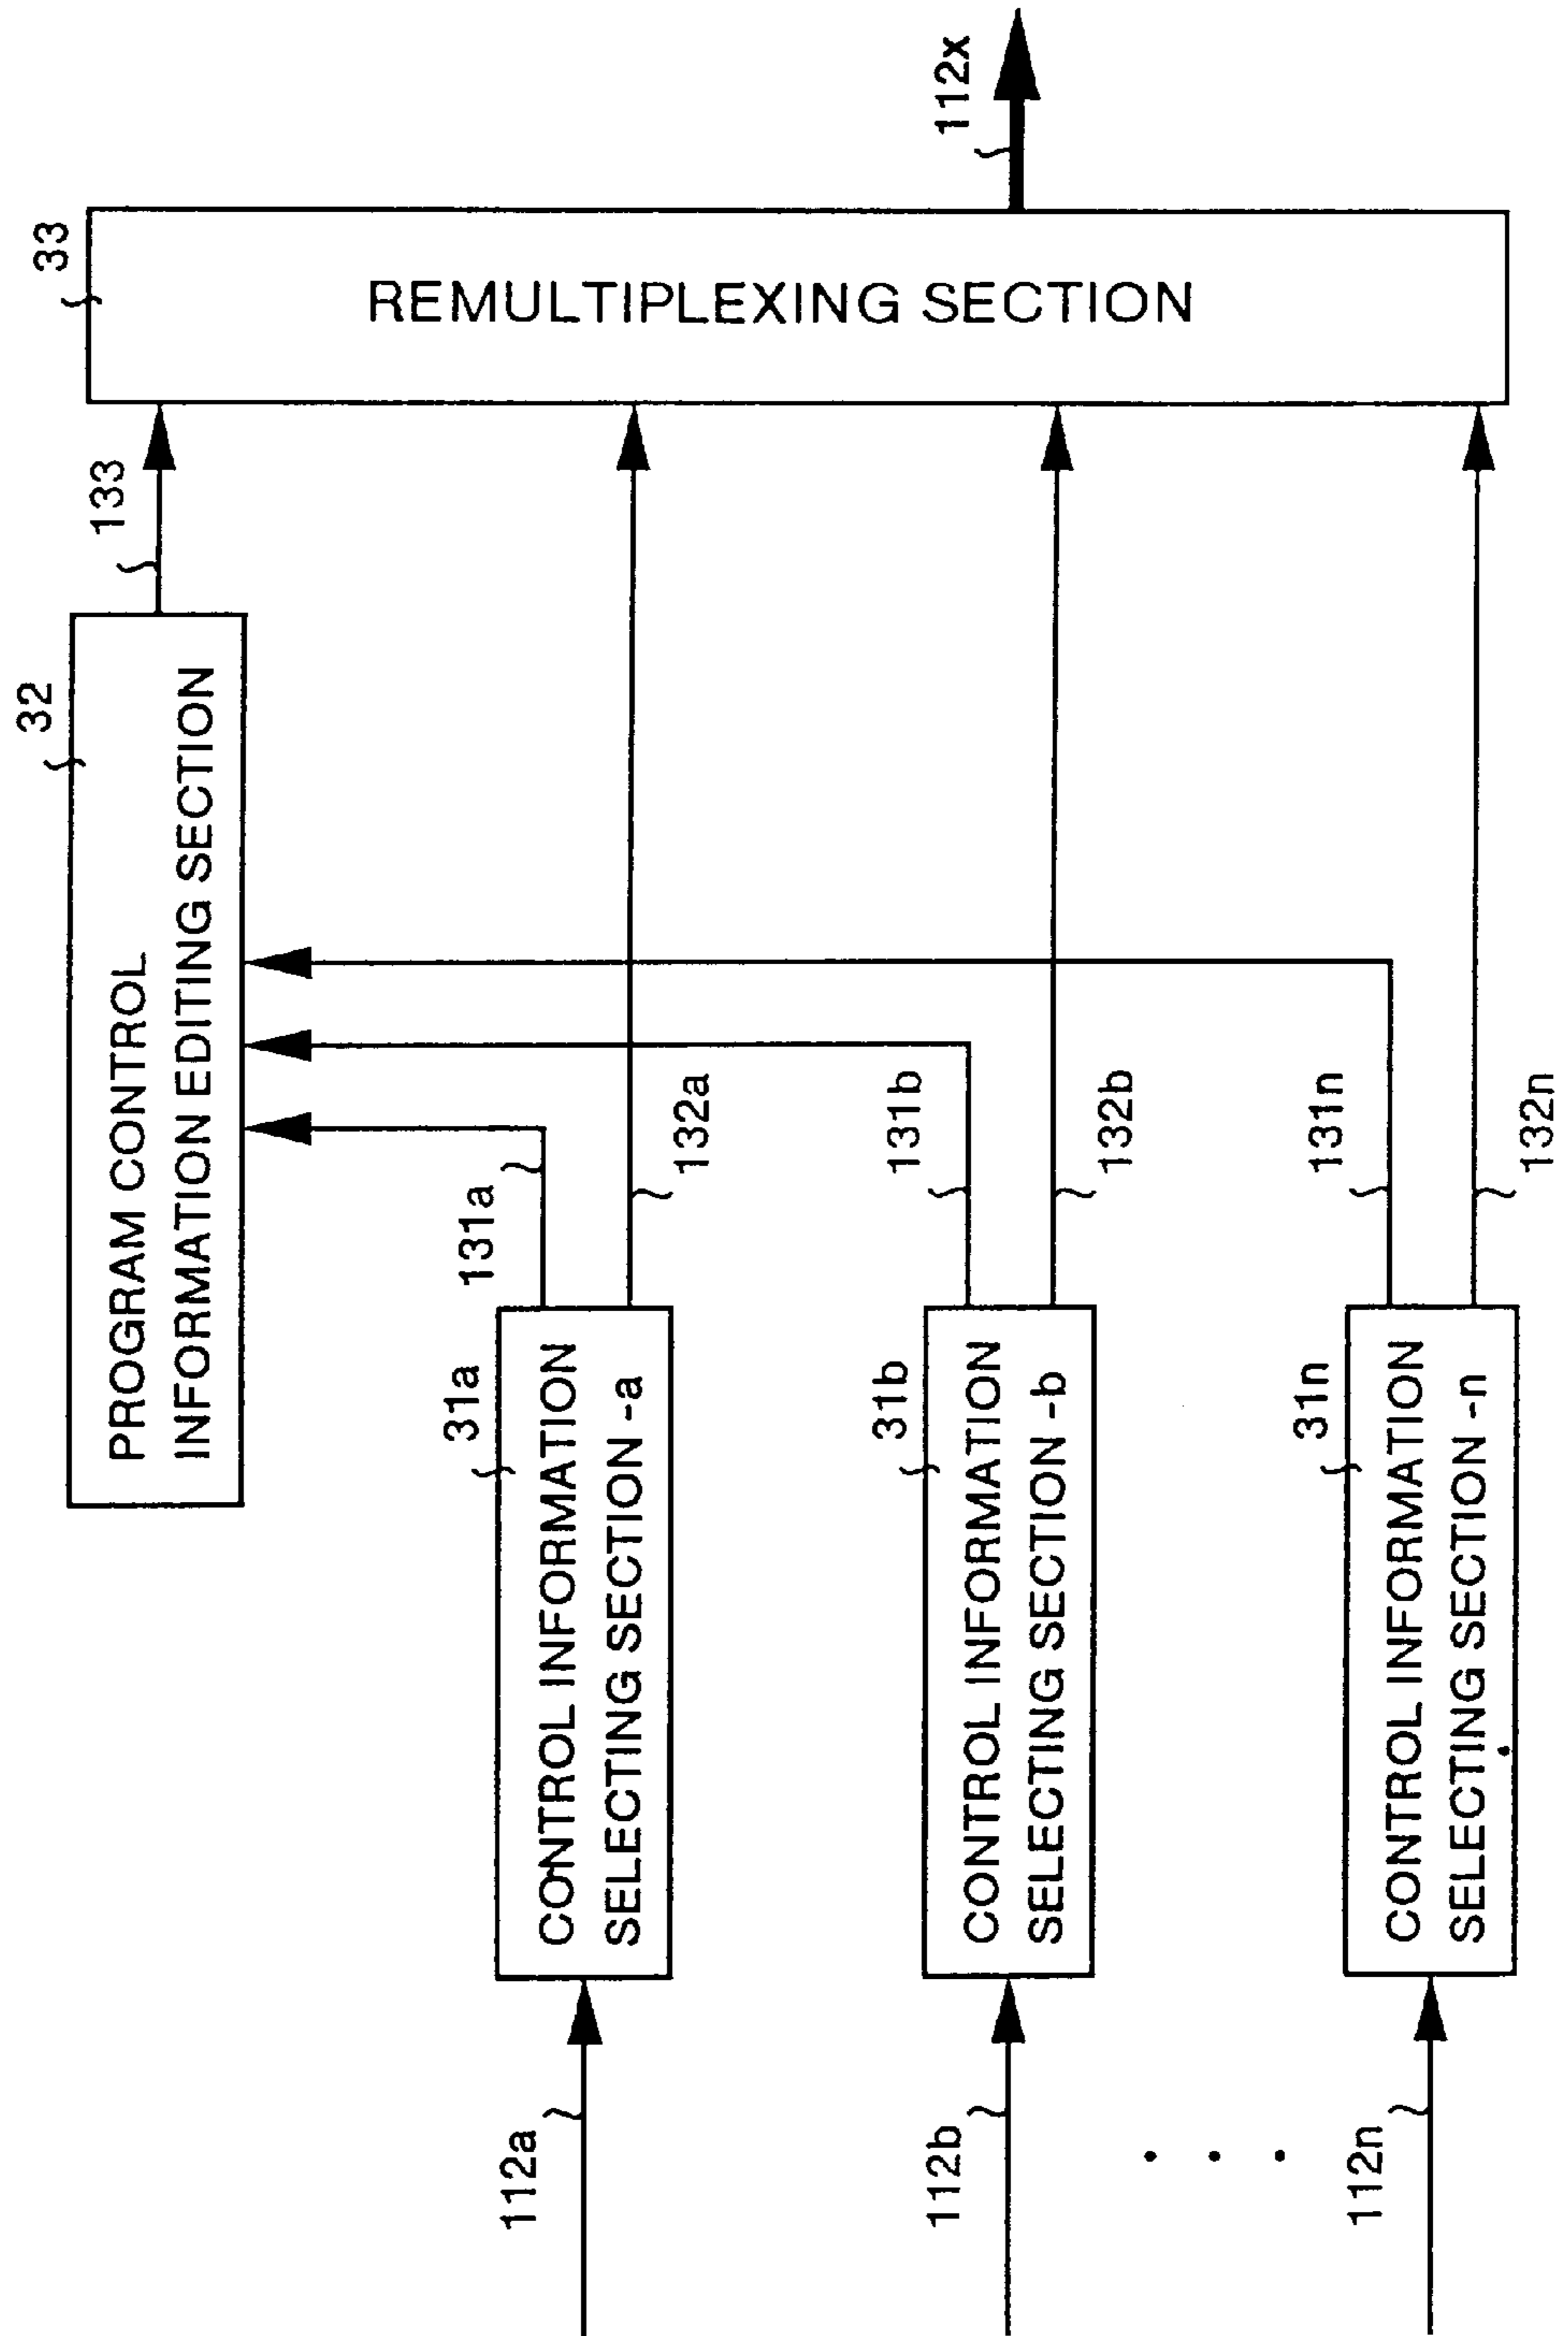 32
PROGRAM CONTROL
INFORMATION EDITING SECTION
133
33
REMULTIPLEXING SECTION
112x
112a
31a
CONTROL INFORMATION
SELECTING SECTION -a
131a
132a
112b
31b
CONTROL INFORMATION
SELECTING SECTION -b
131b
132b
. . .
112n
31n
CONTROL INFORMATION
SELECTING SECTION -n
131n
132n